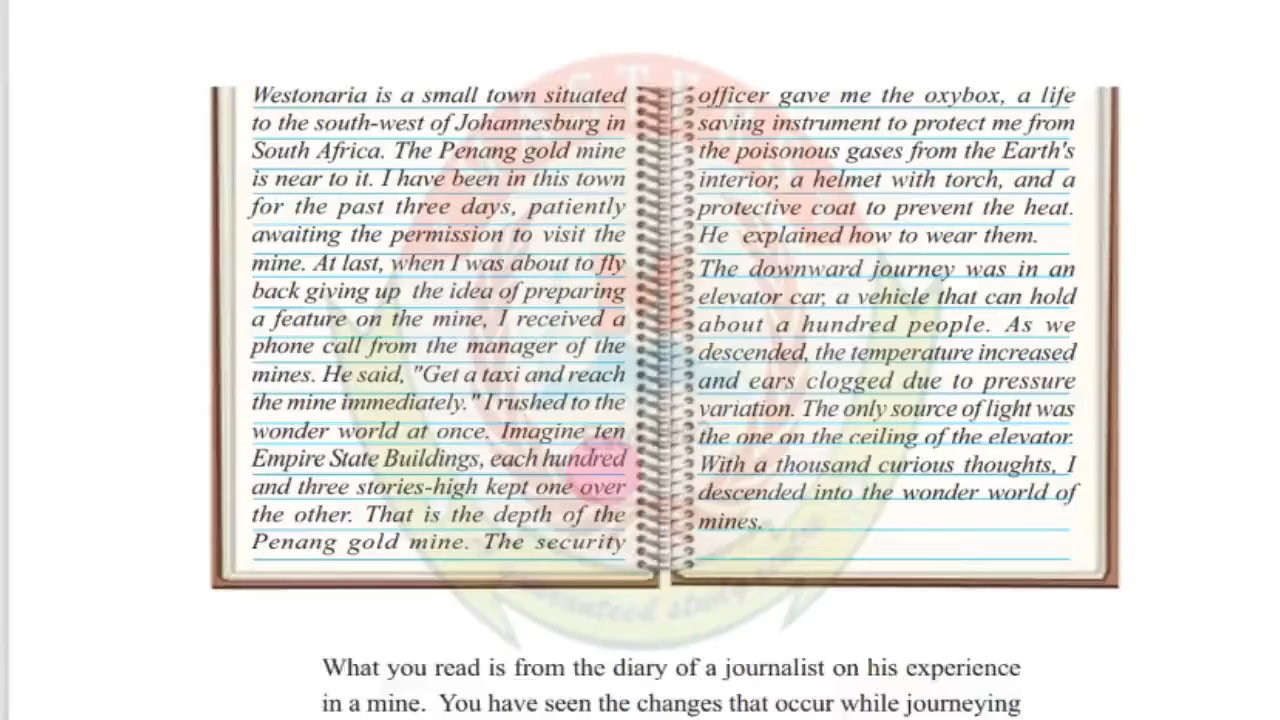 Westonaria is a small town situated
to the south-west of Johannesburg in
South Africa. The Penang gold mine
is near to it. I have been in this town
for the past three days, patiently
awaiting the permission to visit the
mine. At last, when I was about to fly
back giving up the idea of preparing
a feature on the mine, I received a
phone call from the manager of the
mines. He said, "Get a taxi and reach
the mine immediately." I rushed to the
wonder world at once. Imagine ten
Empire State Buildings, each hundred
and three stories-high kept one over
the other. That is the depth of the
Penang gold mine. The security
officer gave me the oxybox, a life
saving instrument to protect me from
the poisonous gases from the Earth's
interior, a helmet with torch, and a
protective coat to prevent the heat.
He explained how to wear them.
The downward journey was in an
elevator car, a vehicle that can hold
about a hundred people. As we
descended, the temperature increased
and ears clogged due to pressure
variation. The only source of light was
the one on the ceiling of the elevator.
With a thousand curious thoughts, I
descended into the wonder world of
mines.
What you read is from the diary of a journalist on his experience
in a mine. You have seen the changes that occur while journeying